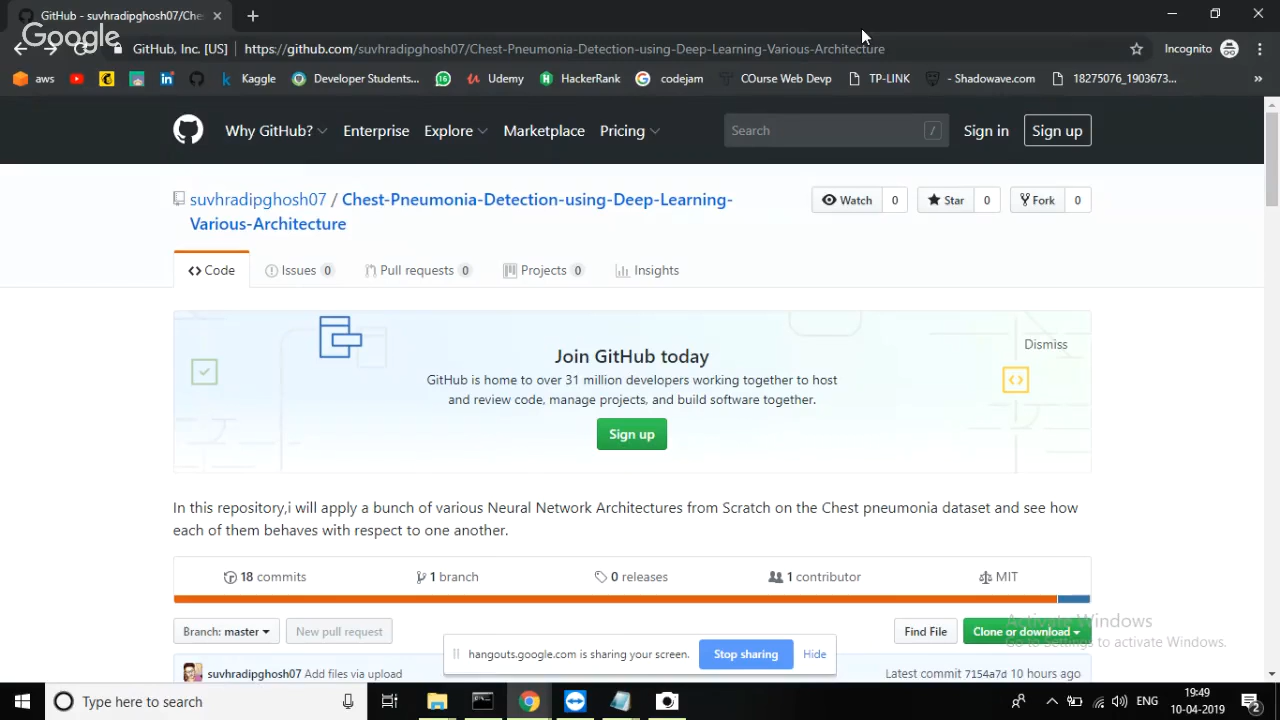 GitHub - suvhradipghosh07/Che
Google
GitHub, Inc. [US] | https://github.com/suvhradipghosh07/Chest-Pneumonia-Detection-using-Deep-Learning-Various-Architecture Incognito
aws Kaggle Developer Students... Udemy HackerRank codejam COurse Web Devp TP-LINK - Shadowave.com 18275076_1903673... »
Why GitHub? Enterprise Explore Marketplace Pricing Search / Sign in Sign up
suvhradipghosh07 / Chest-Pneumonia-Detection-using-Deep-Learning-
Various-Architecture
Watch 0 Star 0 Fork 0
Code Issues 0 Pull requests 0 Projects 0 Insights
Dismiss
Join GitHub today
GitHub is home to over 31 million developers working together to host
and review code, manage projects, and build software together.
Sign up
In this repository,i will apply a bunch of various Neural Network Architectures from Scratch on the Chest pneumonia dataset and see how
each of them behaves with respect to one another.
18 commits 1 branch 0 releases 1 contributor MIT
Branch: master New pull request Find File Clone or download
Activate Windows
Go to Settings to activate Windows.
hangouts.google.com is sharing your screen. Stop sharing Hide
suvhradipghosh07 Add files via upload Latest commit 7154a7d 10 hours ago
Type here to search ENG 19:49
10-04-2019 2